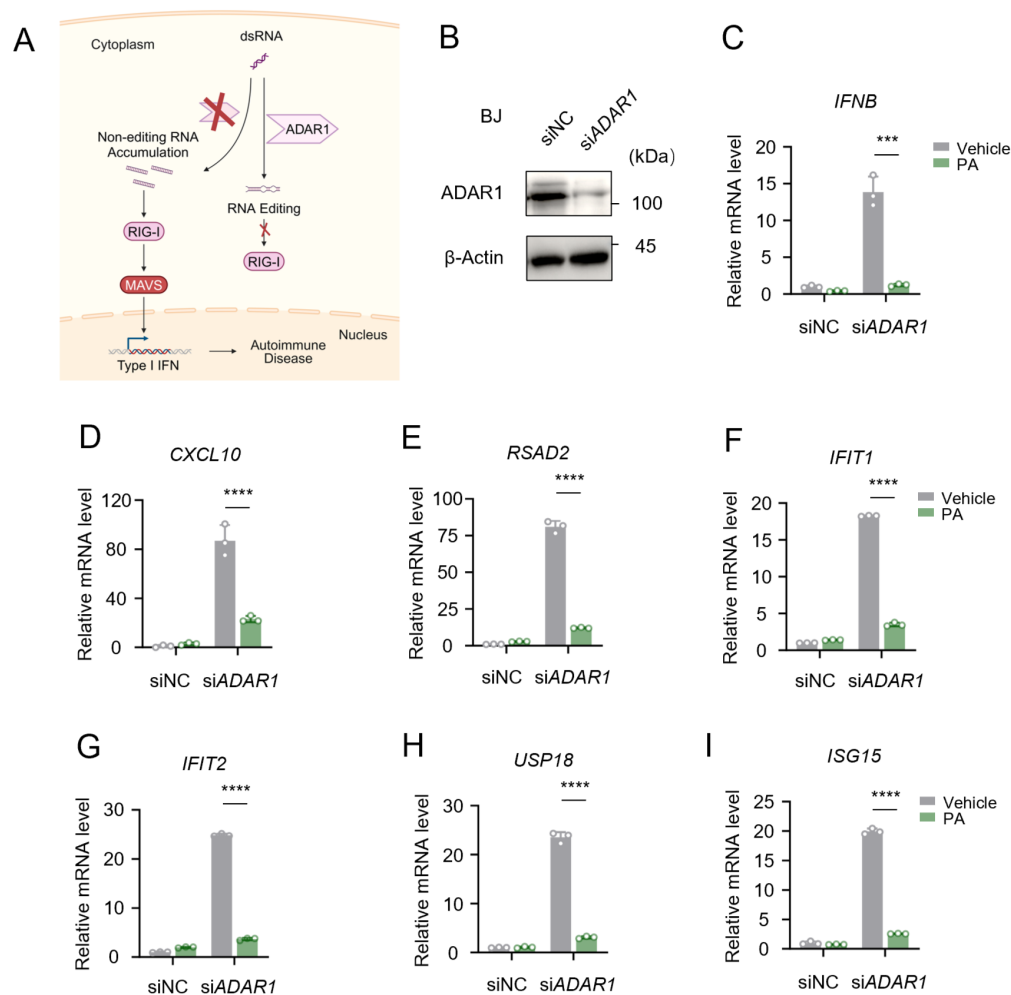 A
Cytoplasm
dsRNA
ADAR1
Non-editing RNA
Accumulation
RNA Editing
RIG-I
RIG-I
MAVS
Nucleus
Type I IFN
Autoimmune
Disease
B
BJ
siNC
siADAR1
(kDa)
ADAR1
100
45
β-Actin
C
IFNB
***
Vehicle
PA
Relative mRNA level
20
15
10
5
0
siNC
siADAR1
D
CXCL10
****
Relative mRNA level
120
80
40
0
siNC
siADAR1
E
RSAD2
****
Relative mRNA level
100
75
50
25
0
siNC
siADAR1
F
IFIT1
****
Vehicle
PA
Relative mRNA level
20
15
10
5
0
siNC
siADAR1
G
IFIT2
****
Relative mRNA level
30
20
10
0
siNC
siADAR1
H
USP18
****
Relative mRNA level
30
20
10
0
siNC
siADAR1
I
ISG15
****
Vehicle
PA
Relative mRNA level
25
20
15
10
5
0
siNC
siADAR1